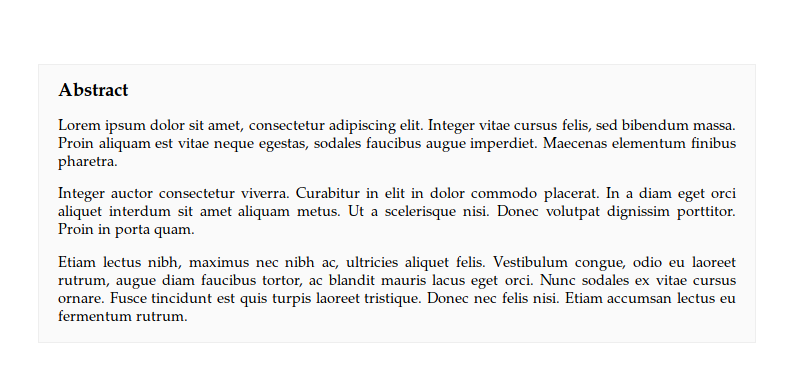 Abstract
Lorem ipsum dolor sit amet, consectetur adipiscing elit. Integer vitae cursus felis, sed bibendum massa.
Proin aliquam est vitae neque egestas, sodales faucibus augue imperdiet. Maecenas elementum finibus
pharetra.
Integer auctor consectetur viverra. Curabitur in elit in dolor commodo placerat. In a diam eget orci
aliquet interdum sit amet aliquam metus. Ut a scelerisque nisi. Donec volutpat dignissim porttitor.
Proin in porta quam.
Etiam lectus nibh, maximus nec nibh ac, ultricies aliquet felis. Vestibulum congue, odio eu laoreet
rutrum, augue diam faucibus tortor, ac blandit mauris lacus eget orci. Nunc sodales ex vitae cursus
ornare. Fusce tincidunt est quis turpis laoreet tristique. Donec nec felis nisi. Etiam accumsan lectus eu
fermentum rutrum.